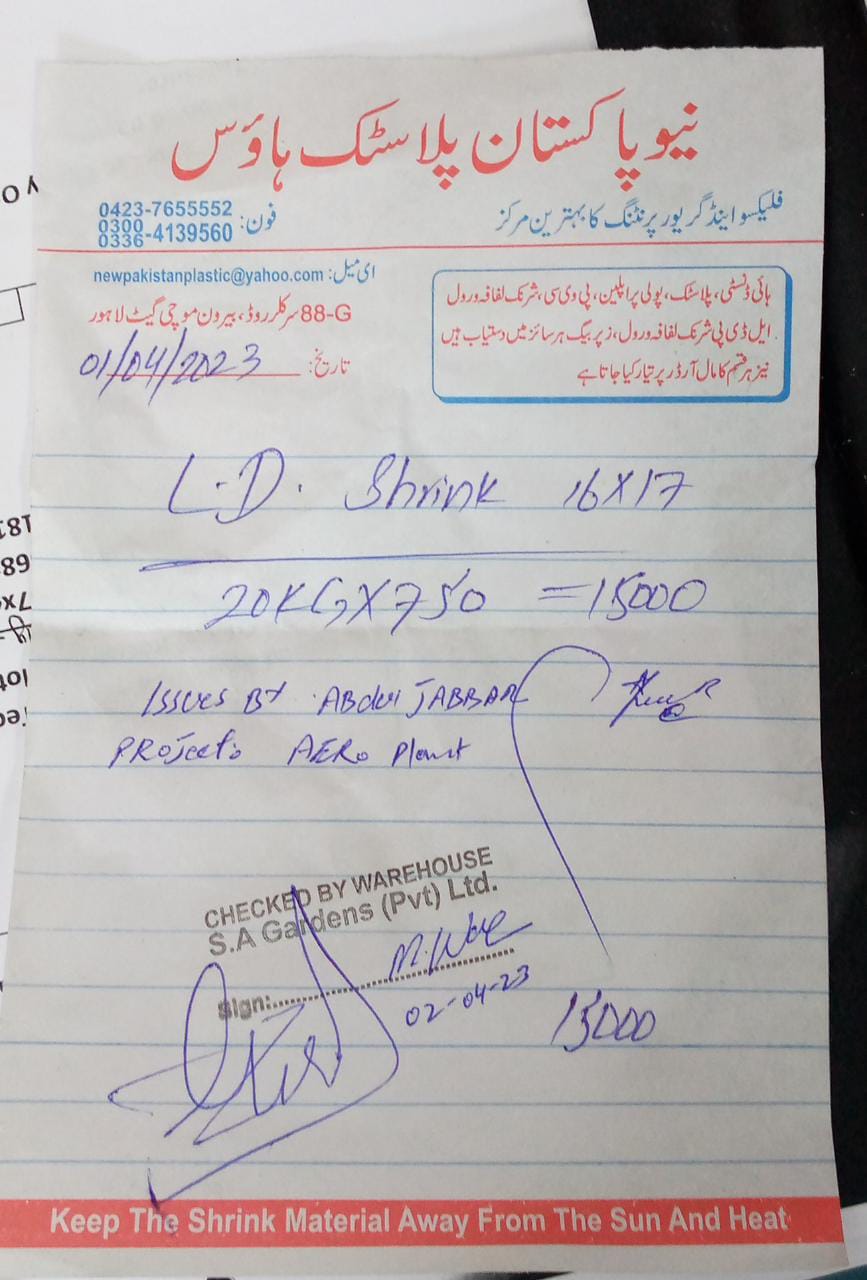 نیو پاکستان پلاسٹک ہاؤس
فلیکسو اینڈ گریور پرنٹنگ کا بہترین مرکز
فون: 0423-7655552
0300
0336-4139560
ای میل: newpakistanplastic@yahoo.com
88-G سرکلر روڈ، بیرون موچی گیٹ لاہور
تاریخ: 01/04/2023
ہائی ڈنسٹی، پلاسٹک، پولی پراپلین، پی وی سی، شرنک لفافہ و رول
ایل ڈی پی شرنک لفافہ و رول، زپر بیگ ہر سائز میں دستیاب ہیں
نیز ہر قسم کا مال آرڈر پر تیار کیا جاتا ہے
L.D. Shrink 16X17
20KGX750 =15000
Issues By Abdul JABBAR
PROJect: AERo Plant
CHECKED BY WAREHOUSE
S.A Gardens (Pvt) Ltd.
Sign:
02-04-23
15000
Keep The Shrink Material Away From The Sun And Heat